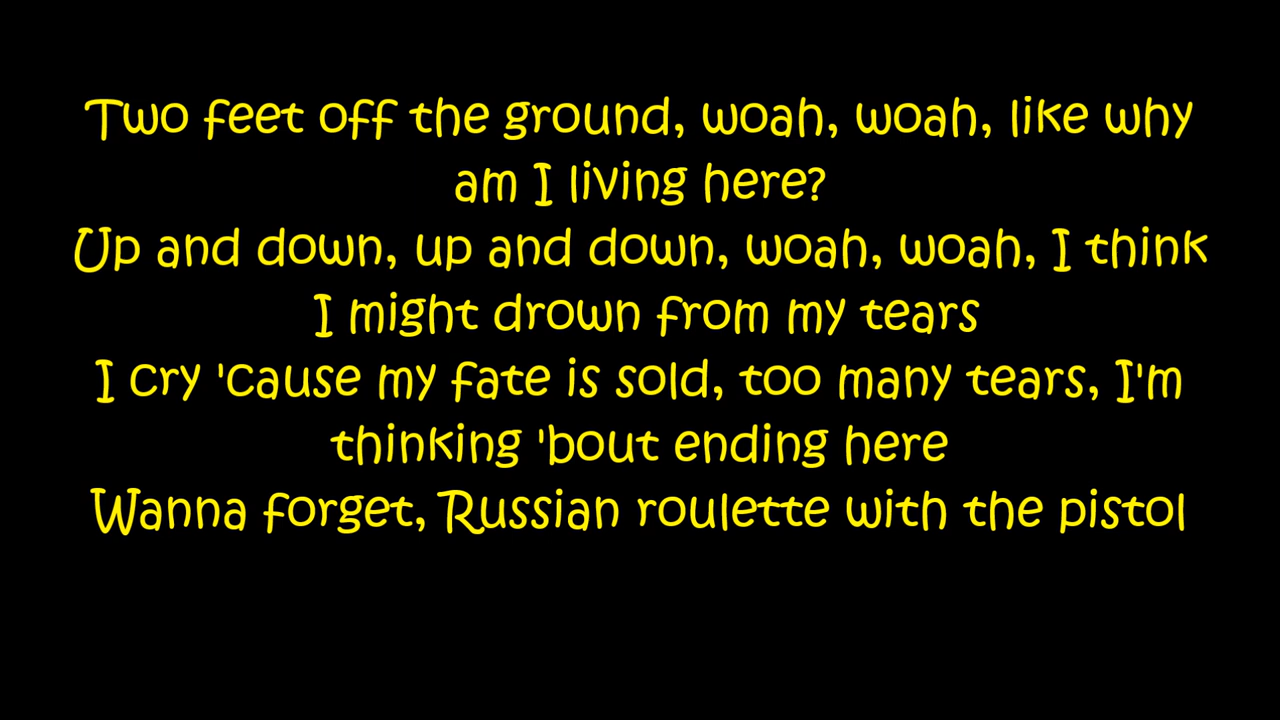 Two feet off the ground, woah, woah, like why
am I living here?
Up and down, up and down, woah, woah, I think
I might drown from my tears
I cry 'cause my fate is sold, too many tears, I'm
thinking 'bout ending here
Wanna forget, Russian roulette with the pistol